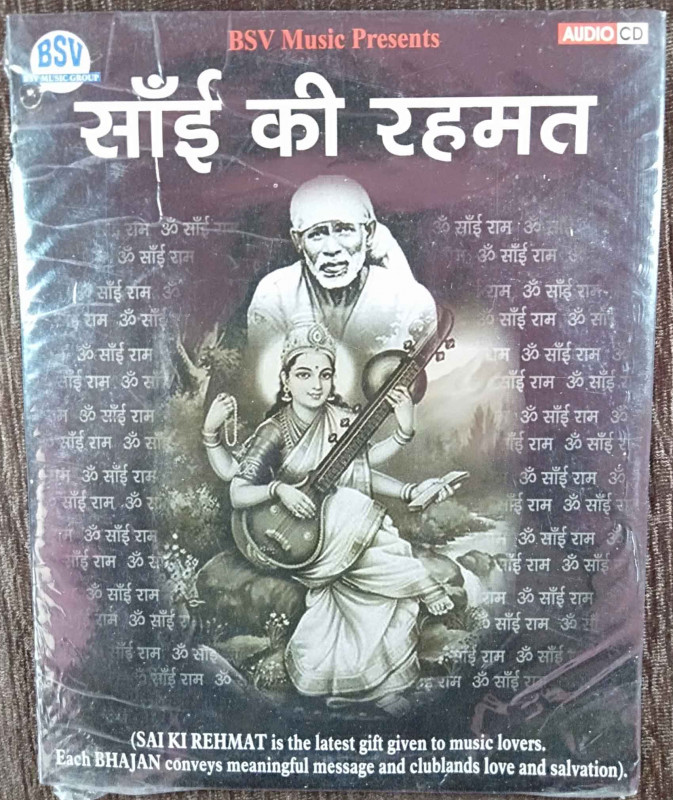 BSV
BSV MUSIC GROUP
BSV Music Presents
AUDIO CD
साँई की रहमत
राम ॐ साँई राम
ॐ साँई राम ॐ
ॐ साँई राम
ॐ साँई राम
साँई राम ॐ
साँई राम ॐ
साँई राम ॐ साँई
साँई राम ॐ साँई
ॐ साँई राम
राम ॐ साँई राम ॐ
साँई राम ॐ साँ
साँई राम ॐ साँई
ॐ साँई राम
ॐ साँई राम ॐ
साँई राम ॐ
साँई राम ॐ साँई
ॐ साँई राम
ॐ साँई राम ॐ
साँई राम ॐ
साँई राम ॐ साँई
ॐ साँई राम
ॐ साँई राम
साँई राम ॐ
साँई राम ॐ साँई
ॐ साँई राम
राम ॐ साँई राम
राम ॐ साँई
ॐ साँई राम ॐ
साँई राम ॐ साँई
साँई राम ॐ साँई
ॐ साँई राम ॐ
राम ॐ साँई राम
(SAI KI REHMAT is the latest gift given to music lovers.
Each BHAJAN conveys meaningful message and clublands love and salvation).